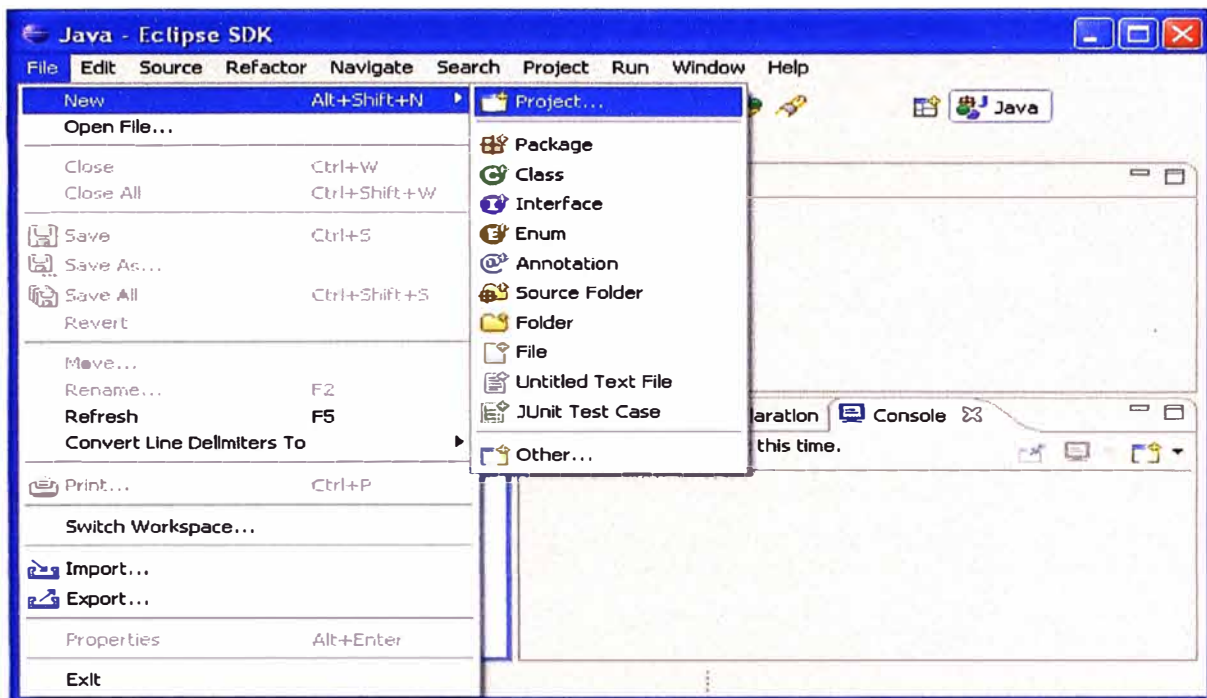 Java - Eclipse SDK
File Edit Source Refactor Navigate Search Project Run Window Help
New Alt+Shift+N
Open File...
Close Ctrl+W
Close All Ctrl+Shift+W
Save Ctrl+S
Save As...
Save All Ctrl+Shift+S
Revert
Move...
Rename... F2
Refresh F5
Convert Line Delimiters To
Print... Ctrl+P
Switch Workspace...
Import...
Export...
Properties Alt+Enter
Exit
Project...
Package
Class
Interface
Enum
Annotation
Source Folder
Folder
File
Untitled Text File
JUnit Test Case
Other...
Java
laration Console
this time.